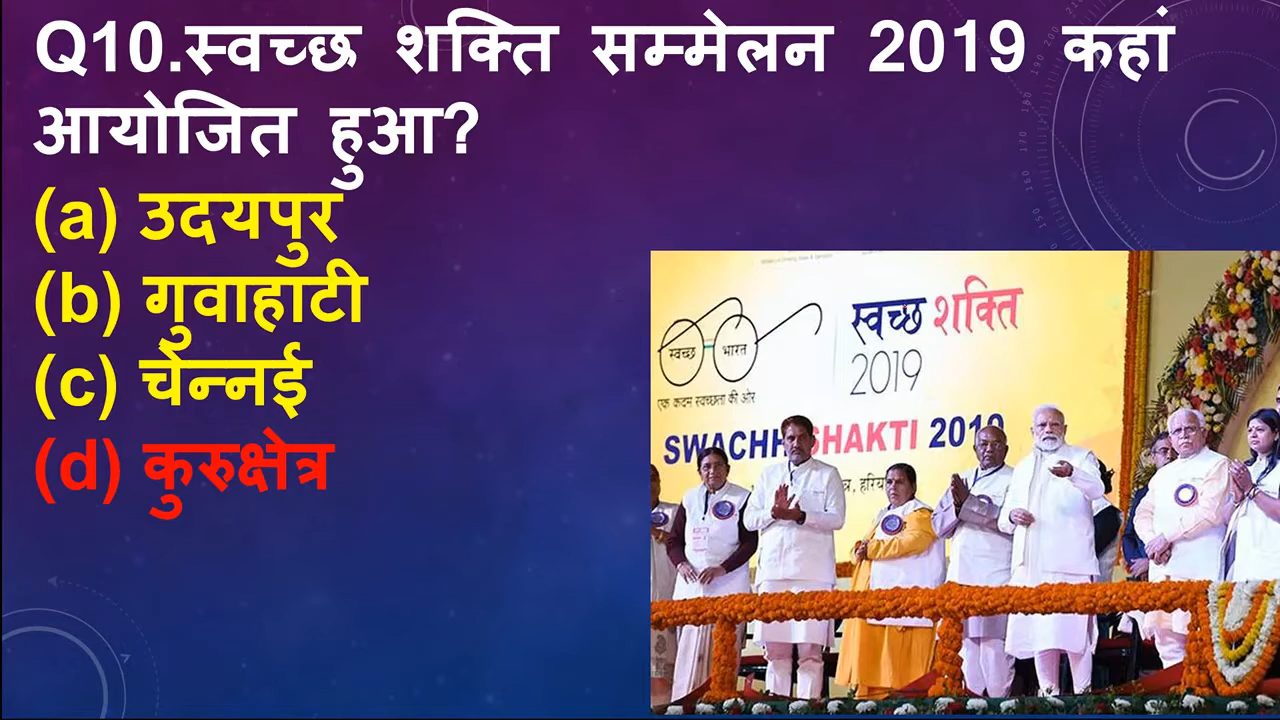 Q10.स्वच्छ शक्ति सम्मेलन 2019 कहां
आयोजित हुआ?
(a) उदयपुर
(b) गुवाहाटी
(c) चेन्नई
(d) कुरुक्षेत्र
स्वच्छ भारत
एक कदम स्वच्छता की ओर
स्वच्छ शक्ति
2019
SWACHH SHAKTI 2019